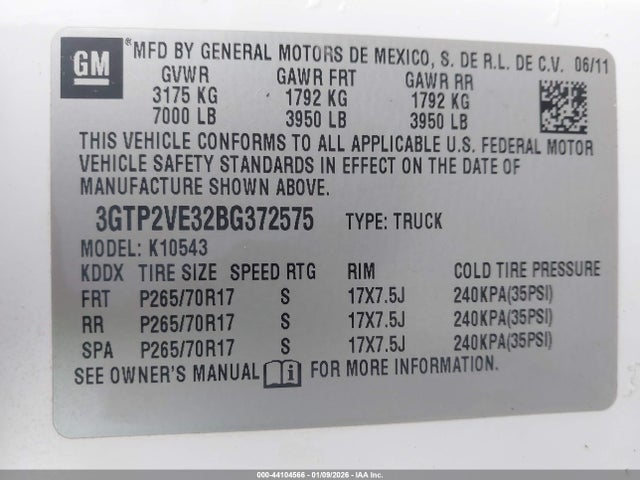 GM
*MFD BY GENERAL MOTORS DE MEXICO, S. DE R.L. DE C.V. 06/11
GVWR GAWR FRT GAWR RR
3175 KG 1792 KG 1792 KG
7000 LB 3950 LB 3950 LB
THIS VEHICLE CONFORMS TO ALL APPLICABLE U.S. FEDERAL MOTOR
VEHICLE SAFETY STANDARDS IN EFFECT ON THE DATE OF
MANUFACTURE SHOWN ABOVE.
3GTP2VE32BG372575 TYPE: TRUCK
MODEL: K10543
KDDX TIRE SIZE SPEED RTG RIM COLD TIRE PRESSURE
FRT P265/70R17 S 17X7.5J 240KPA(35PSI)
RR P265/70R17 S 17X7.5J 240KPA(35PSI)
SPA P265/70R17 S 17X7.5J 240KPA(35PSI)
SEE OWNER'S MANUAL i FOR MORE INFORMATION.
000-44104566 - 01/09/2026 - IAA Inc.